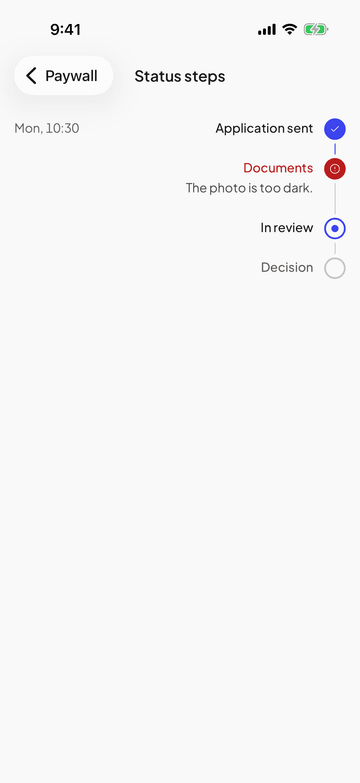 9:41
Paywall
Status steps
Mon, 10:30
Application sent
Documents
The photo is too dark.
In review
Decision